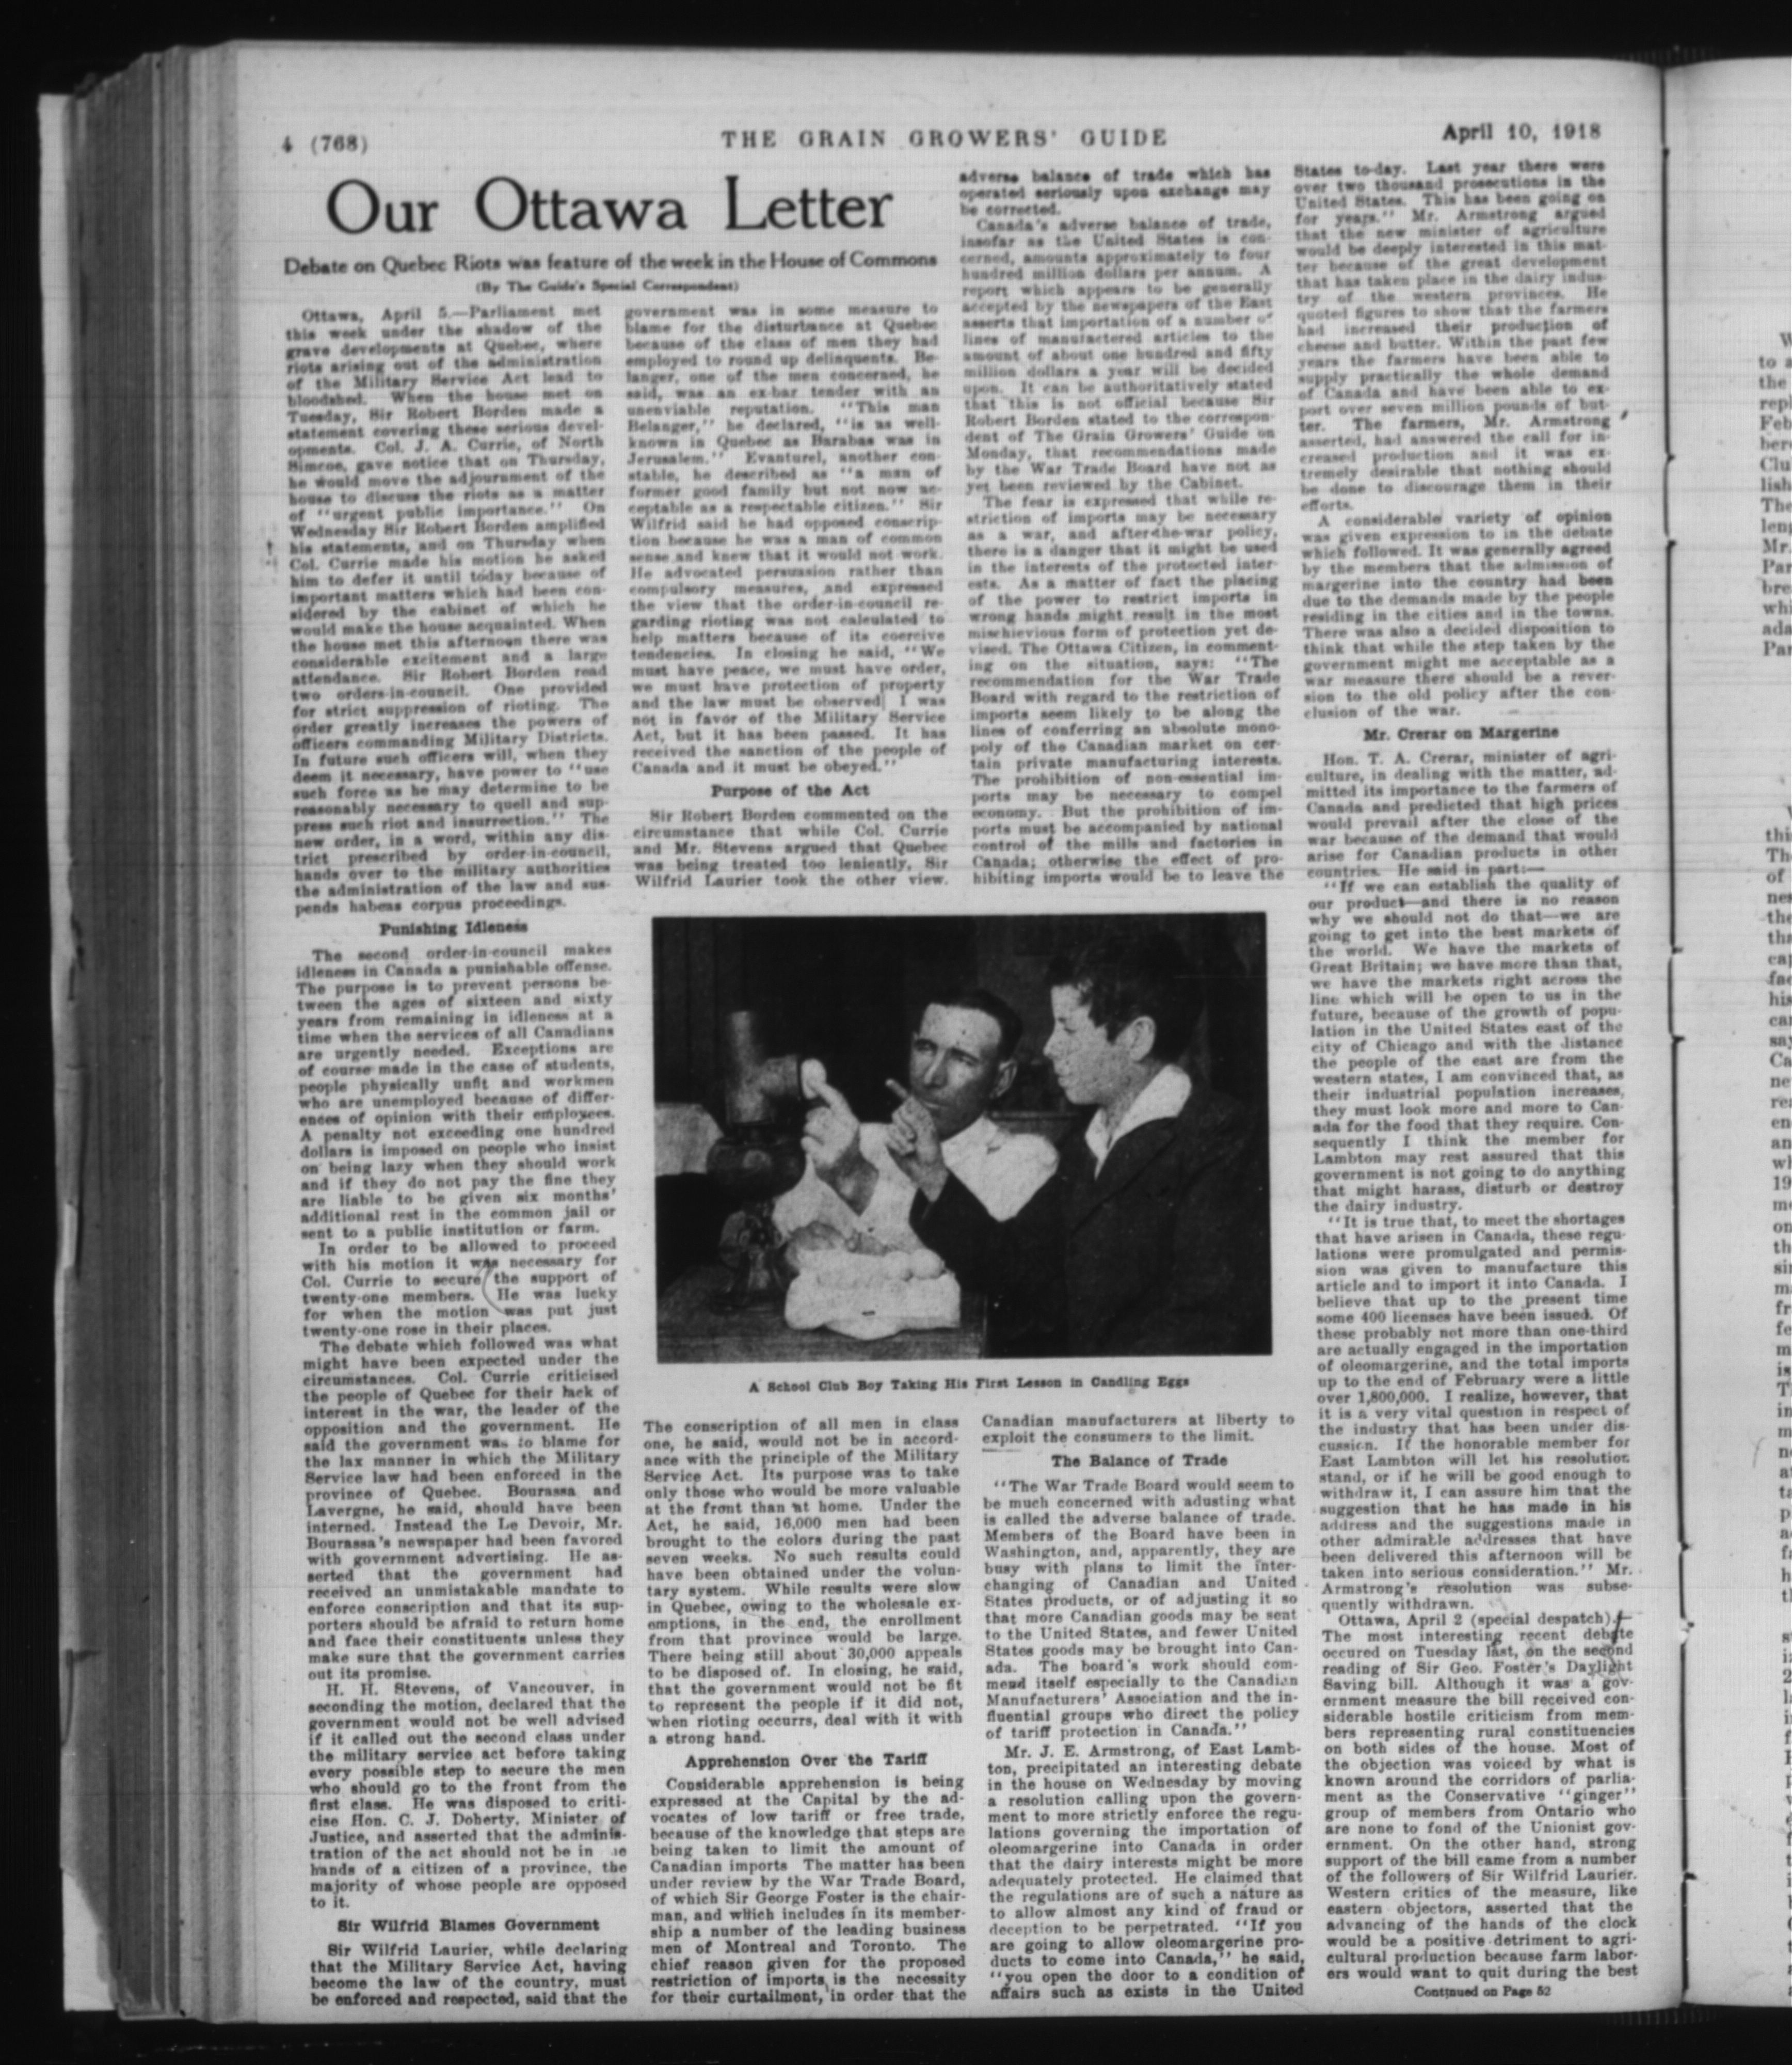 4 (768)
THE GRAIN GROWERS' GUIDE
April 10, 1918
Our Ottawa Letter
Debate on Quebec Riots was feature of the week in the House of Commons
(By The Guide's Special Correspondent)
Ottawa, April 5.—Parliament met
this week under the shadow of the
grave developments at Quebec, where
riots arising out of the administration
of the Military Service Act lead to
bloodshed. When the house met on
Tuesday, Sir Robert Borden made a
statement covering these serious devel-
opments. Col. J. A. Currie, of North
Simcoe, gave notice that on Thursday,
he would move the adjournment of the
house to discuss the riots as a matter
of "urgent public importance." On
Wednesday Sir Robert Borden amplified
his statements, and on Thursday when
Col. Currie made his motion he asked
him to defer it until today because of
important matters which had been con-
sidered by the cabinet of which he
would make the house acquainted. When
the house met this afternoon there was
considerable excitement and a large
attendance. Sir Robert Borden read
two orders-in-council. One provided
for strict suppression of rioting. The
order greatly increases the powers of
officers commanding Military Districts.
In future such officers will, when they
deem it necessary, have power to "use
such force as he may determine to be
reasonably necessary to quell and sup-
press such riot and insurrection." The
new order, in a word, within any dis-
trict prescribed by order-in-council,
hands over to the military authorities
the administration of the law and sus-
pends habeas corpus proceedings.
Punishing Idleness
The second order-in-council makes
idleness in Canada a punishable offense.
The purpose is to prevent persons be-
tween the ages of sixteen and sixty
years from remaining in idleness at a
time when the services of all Canadians
are urgently needed. Exceptions are
of course made in the case of students,
people physically unfit and workmen
who are unemployed because of differ-
ences of opinion with their employees.
A penalty not exceeding one hundred
dollars is imposed on people who insist
on being lazy when they should work
and if they do not pay the fine they
are liable to be given six months'
additional rest in the common jail or
sent to a public institution or farm.
In order to be allowed to proceed
with his motion it was necessary for
Col. Currie to secure the support of
twenty-one members. He was lucky
for when the motion was put just
twenty-one rose in their places.
The debate which followed was what
might have been expected under the
circumstances. Col. Currie criticised
the people of Quebec for their lack of
interest in the war, the leader of the
opposition and the government. He
said the government was to blame for
the lax manner in which the Military
Service law had been enforced in the
province of Quebec. Bourassa and
Lavergne, he said, should have been
interned. Instead the Le Devoir, Mr.
Bourassa's newspaper had been favored
with government advertising. He as-
serted that the government had
received an unmistakable mandate to
enforce conscription and that its sup-
porters should be afraid to return home
and face their constituents unless they
make sure that the government carries
out its promise.
H. H. Stevens, of Vancouver, in
seconding the motion, declared that the
government would not be well advised
if it called out the second class under
the military service act before taking
every possible step to secure the men
who should go to the front from the
first class. He was disposed to criti-
cise Hon. C. J. Doherty, Minister of
Justice, and asserted that the adminis-
tration of the act should not be in
hands of a citizen of a province, the
majority of whose people are opposed
to it.
Sir Wilfrid Blames Government
Sir Wilfrid Laurier, while declaring
that the Military Service Act, having
become the law of the country, must
be enforced and respected, said that the
government was in some measure to
blame for the disturbance at Quebec
because of the class of men they had
employed to round up delinquents. Be-
langer, one of the men concerned, he
said, was an ex-bar tender with an
unenviable reputation. "This man
Belanger," he declared, "is as well-
known in Quebec as Barabas was in
Jerusalem." Evanturel, another con-
stable, he described as "a man of
former good family but not now ac-
ceptable as a respectable citizen." Sir
Wilfrid said he had opposed conscrip-
tion because he was a man of common
sense and knew that it would not work.
He advocated persuasion rather than
compulsory measures, and expressed
the view that the order-in-council re-
garding rioting was not calculated to
help matters because of its coercive
tendencies. In closing he said, "We
must have peace, we must have order,
we must have protection of property
and the law must be observed I was
not in favor of the Military Service
Act, but it has been passed. It has
received the sanction of the people of
Canada and it must be obeyed."
Purpose of the Act
Sir Robert Borden commented on the
circumstance that while Col. Currie
and Mr. Stevens argued that Quebec
was being treated too leniently, Sir
Wilfrid Laurier took the other view.
A School Club Boy Taking His First Lesson in Candling Eggs
The conscription of all men in class
one, he said, would not be in accord-
ance with the principle of the Military
Service Act. Its purpose was to take
only those who would be more valuable
at the front than at home. Under the
Act, he said, 16,000 men had been
brought to the colors during the past
seven weeks. No such results could
have been obtained under the volun-
tary system. While results were slow
in Quebec, owing to the wholesale ex-
emptions, in the end, the enrollment
from that province would be large.
There being still about 30,000 appeals
to be disposed of. In closing, he said,
that the government would not be fit
to represent the people if it did not,
when rioting occurrs, deal with it with
a strong hand.
Apprehension Over the Tariff
Considerable apprehension is being
expressed at the Capital by the ad-
vocates of low tariff or free trade,
because of the knowledge that steps are
being taken to limit the amount of
Canadian imports The matter has been
under review by the War Trade Board,
of which Sir George Foster is the chair-
man, and which includes in its member-
ship a number of the leading business
men of Montreal and Toronto. The
chief reason given for the proposed
restriction of imports is the necessity
for their curtailment, in order that the
adverse balance of trade which has
operated seriously upon exchange may
be corrected.
Canada's adverse balance of trade,
insofar as the United States is con-
cerned, amounts approximately to four
hundred million dollars per annum. A
report which appears to be generally
accepted by the newspapers of the East
asserts that importation of a number of
lines of manufactered articles to the
amount of about one hundred and fifty
million dollars a year will be decided
upon. It can be authoritatively stated
that this is not official because Sir
Robert Borden stated to the correspon-
dent of The Grain Growers' Guide on
Monday, that recommendations made
by the War Trade Board have not as
yet been reviewed by the Cabinet.
The fear is expressed that while re-
striction of imports may be necessary
as a war, and after-the-war policy,
there is a danger that it might be used
in the interests of the protected inter-
ests. As a matter of fact the placing
of the power to restrict imports in
wrong hands might result in the most
mischievious form of protection yet de-
vised. The Ottawa Citizen, in comment-
ing on the situation, says: "The
recommendation for the War Trade
Board with regard to the restriction of
imports seem likely to be along the
lines of conferring an absolute mono-
poly of the Canadian market on cer-
tain private manufacturing interests.
The prohibition of non-essential im-
ports may be necessary to compel
economy. But the prohibition of im-
ports must be accompanied by national
control of the mills and factories in
Canada; otherwise the effect of pro-
hibiting imports would be to leave the
Canadian manufacturers at liberty to
exploit the consumers to the limit.
The Balance of Trade
"The War Trade Board would seem to
be much concerned with adusting what
is called the adverse balance of trade.
Members of the Board have been in
Washington, and, apparently, they are
busy with plans to limit the inter-
changing of Canadian and United
States products, or of adjusting it so
that more Canadian goods may be sent
to the United States, and fewer United
States goods may be brought into Can-
ada. The board's work should com-
mend itself especially to the Canadian
Manufacturers' Association and the in-
fluential groups who direct the policy
of tariff protection in Canada."
Mr. J. E. Armstrong, of East Lamb-
ton, precipitated an interesting debate
in the house on Wednesday by moving
a resolution calling upon the govern-
ment to more strictly enforce the regu-
lations governing the importation of
oleomargerine into Canada in order
that the dairy interests might be more
adequately protected. He claimed that
the regulations are of such a nature as
to allow almost any kind of fraud or
deception to be perpetrated. "If you
are going to allow oleomargerine pro-
ducts to come into Canada," he said,
"you open the door to a condition of
affairs such as exists in the United
States to-day. Last year there were
over two thousand prosecutions in the
United States. This has been going on
for years." Mr. Armstrong argued
that the new minister of agriculture
would be deeply interested in this mat-
ter because of the great development
that has taken place in the dairy indus-
try of the western provinces. He
quoted figures to show that the farmers
had increased their production of
cheese and butter. Within the past few
years the farmers have been able to
supply practically the whole demand
of Canada and have been able to ex-
port over seven million pounds of but-
ter. The farmers, Mr. Armstrong
asserted, had answered the call for in-
creased production and it was ex-
tremely desirable that nothing should
be done to discourage them in their
efforts.
A considerable variety of opinion
was given expression to in the debate
which followed. It was generally agreed
by the members that the admission of
margerine into the country had been
due to the demands made by the people
residing in the cities and in the towns.
There was also a decided disposition to
think that while the step taken by the
government might me acceptable as a
war measure there should be a rever-
sion to the old policy after the con-
clusion of the war.
Mr. Crerar on Margerine
Hon. T. A. Crerar, minister of agri-
culture, in dealing with the matter, ad-
mitted its importance to the farmers of
Canada and predicted that high prices
would prevail after the close of the
war because of the demand that would
arise for Canadian products in other
countries. He said in part:—
"If we can establish the quality of
our product—and there is no reason
why we should not do that—we are
going to get into the best markets of
the world. We have the markets of
Great Britain; we have more than that,
we have the markets right across the
line which will be open to us in the
future, because of the growth of popu-
lation in the United States east of the
city of Chicago and with the distance
the people of the east are from the
western states, I am convinced that, as
their industrial population increases,
they must look more and more to Can-
ada for the food that they require. Con-
sequently I think the member for
Lambton may rest assured that this
government is not going to do anything
that might harass, disturb or destroy
the dairy industry.
"It is true that, to meet the shortages
that have arisen in Canada, these regu-
lations were promulgated and permis-
sion was given to manufacture this
article and to import it into Canada. I
believe that up to the present time
some 400 licenses have been issued. Of
these probably not more than one-third
are actually engaged in the importation
of oleomargerine, and the total imports
up to the end of February were a little
over 1,800,000. I realize, however, that
it is a very vital question in respect of
the industry that has been under dis-
cussion. If the honorable member for
East Lambton will let his resolution
stand, or if he will be good enough to
withdraw it, I can assure him that the
suggestion that he has made in his
address and the suggestions made in
other admirable addresses that have
been delivered this afternoon will be
taken into serious consideration." Mr.
Armstrong's resolution was subse-
quently withdrawn.
Ottawa, April 2 (special despatch).—
The most interesting recent debate
occured on Tuesday last, on the second
reading of Sir Geo. Foster's Daylight
Saving bill. Although it was a gov-
ernment measure the bill received con-
siderable hostile criticism from mem-
bers representing rural constituencies
on both sides of the house. Most of
the objection was voiced by what is
known around the corridors of parlia-
ment as the Conservative "ginger"
group of members from Ontario who
are none to fond of the Unionist gov-
ernment. On the other hand, strong
support of the bill came from a number
of the followers of Sir Wilfrid Laurier.
Western critics of the measure, like
eastern objectors, asserted that the
advancing of the hands of the clock
would be a positive detriment to agri-
cultural production because farm labor-
ers would want to quit during the best
Continued on Page 52